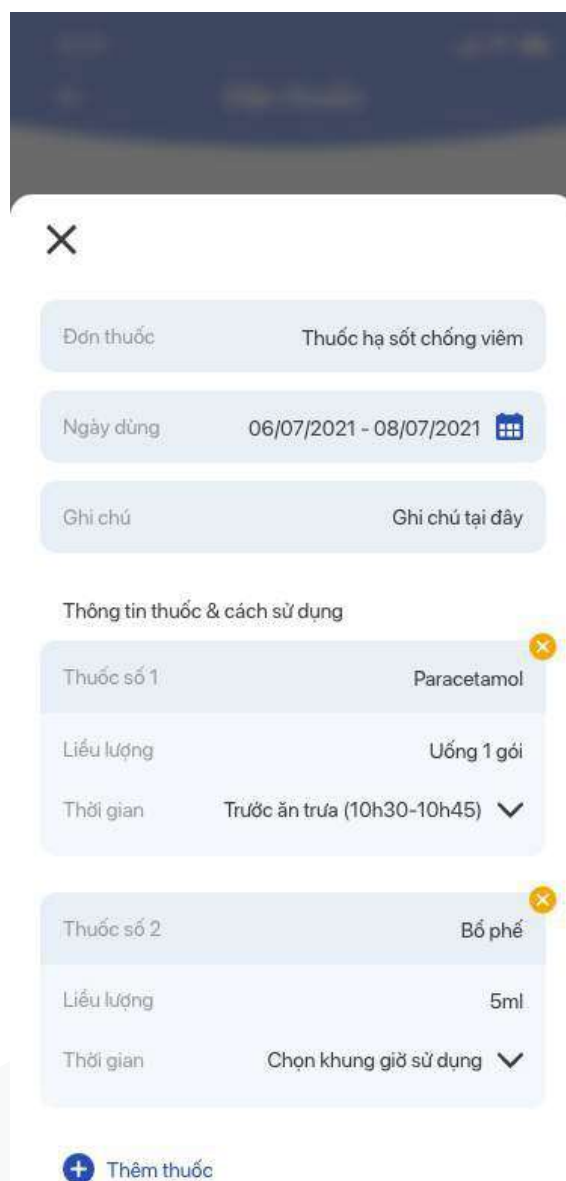 Đơn thuốc Thuốc hạ sốt chống viêm
Ngày dùng 06/07/2021 - 08/07/2021
Ghi chú Ghi chú tại đây
Thông tin thuốc & cách sử dụng
Thuốc số 1 Paracetamol
Liều lượng Uống 1 gói
Thời gian Trước ăn trưa (10h30-10h45)
Thuốc số 2 Bổ phế
Liều lượng 5ml
Thời gian Chọn khung giờ sử dụng
Thêm thuốc